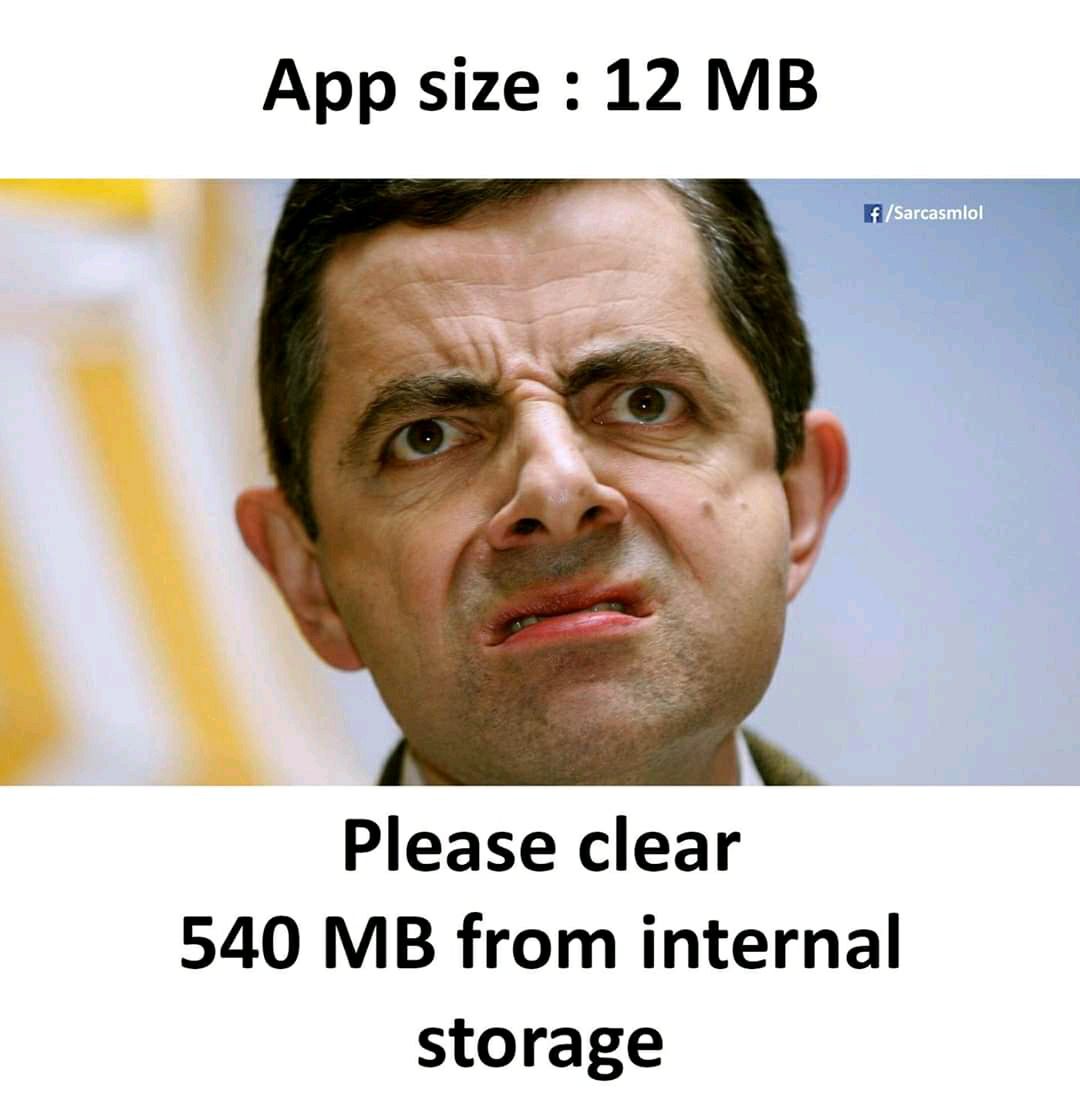 App size : 12 MB
f /Sarcasmlol
Please clear
540 MB from internal
storage